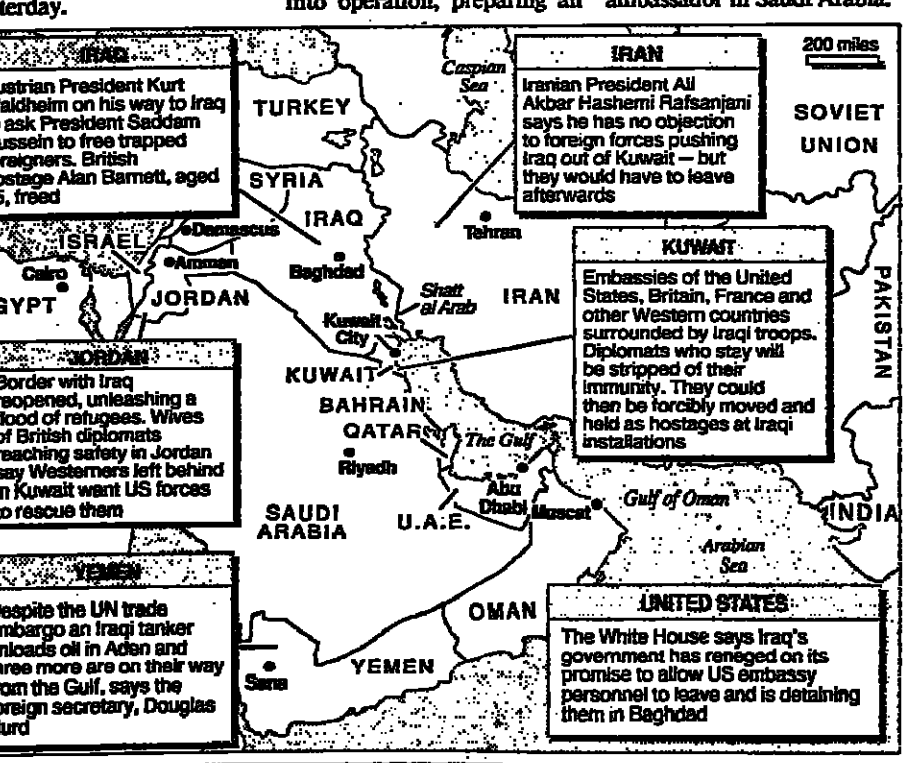 sterday.
into operation, preparing an
ambassador in Saudi Arabia.
IRAQ
ustrian President Kurt
aldheim on his way to Iraq
ask President Saddam
ussein to free trapped
oreigners. British
ostage Alan Barnett, aged
5, freed
IRAN
Iranian President Ali
Akbar Hashemi Rafsanjani
says he has no objection
to foreign forces pushing
Iraq out of Kuwait – but
they would have to leave
afterwards
200 miles
Caspian
Sea
TURKEY
SOVIET
UNION
SYRIA
IRAQ
Tehran
Damascus
ISRAEL
Amman
Cairo
Baghdad
GYPT
JORDAN
Shatt
al Arab
IRAN
PAKISTAN
KUWAIT
Embassies of the United
States, Britain, France and
other Western countries
surrounded by Iraqi troops.
Diplomats who stay will
be stripped of their
immunity. They could
then be forcibly moved and
held as hostages at Iraqi
installations
Kuwait
City
KUWAIT
JORDAN
Border with Iraq
reopened, unleashing a
flood of refugees. Wives
of British diplomats
reaching safety in Jordan
say Westerners left behind
in Kuwait want US forces
to rescue them
BAHRAIN
QATAR
The Gulf
Riyadh
Abu
Dhabi
Muscat
Gulf of Oman
INDIA
SAUDI
ARABIA
U.A.E.
Arabian
Sea
YEMEN
Despite the UN trade
embargo an Iraqi tanker
unloads oil in Aden and
three more are on their way
from the Gulf, says the
foreign secretary, Douglas
Hurd
OMAN
YEMEN
Sana
UNITED STATES
The White House says Iraq's
government has reneged on its
promise to allow US embassy
personnel to leave and is detaining
them in Baghdad